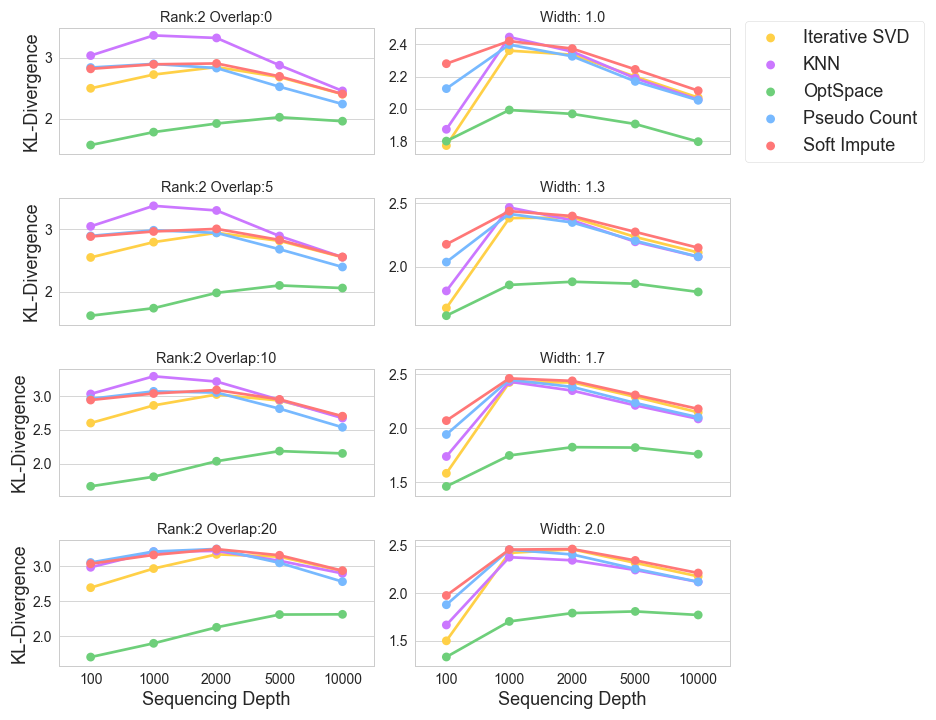 Rank:2 Overlap:0
KL-Divergence
3
2
Width: 1.0
2.4
2.2
2.0
1.8
Iterative SVD
KNN
OptSpace
Pseudo Count
Soft Impute
Rank:2 Overlap:5
KL-Divergence
3
2
Width: 1.3
2.5
2.0
Rank:2 Overlap:10
KL-Divergence
3.0
2.5
2.0
Width: 1.7
2.5
2.0
1.5
Rank:2 Overlap:20
KL-Divergence
3.0
2.5
2.0
100 1000 2000 5000 10000
Sequencing Depth
Width: 2.0
2.5
2.0
1.5
100 1000 2000 5000 10000
Sequencing Depth